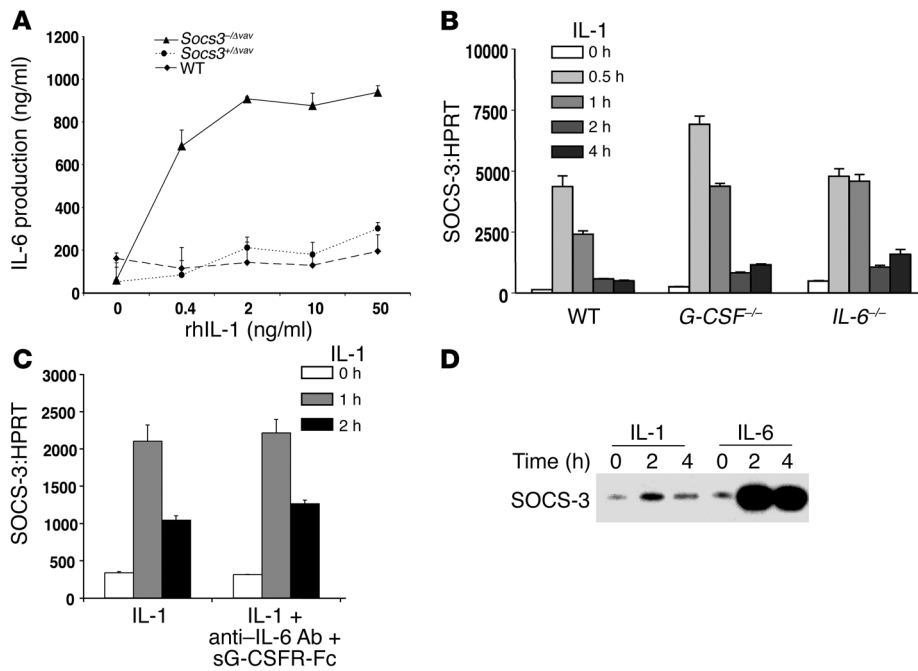 A
Socs3–/Δvav
Socs3+/Δvav
WT
IL-6 production (ng/ml)
1200
1000
800
600
400
200
0
0 0.4 2 10 50
rhIL-1 (ng/ml)
B
IL-1
0 h
0.5 h
1 h
2 h
4 h
SOCS-3:HPRT
10000
7500
5000
2500
0
WT G-CSF–/– IL-6–/–
C
IL-1
0 h
1 h
2 h
SOCS-3:HPRT
3000
2500
2000
1500
1000
500
0
IL-1
IL-1 +
anti–IL-6 Ab +
sG-CSFR-Fc
D
IL-1 IL-6
Time (h) 0 2 4 0 2 4
SOCS-3